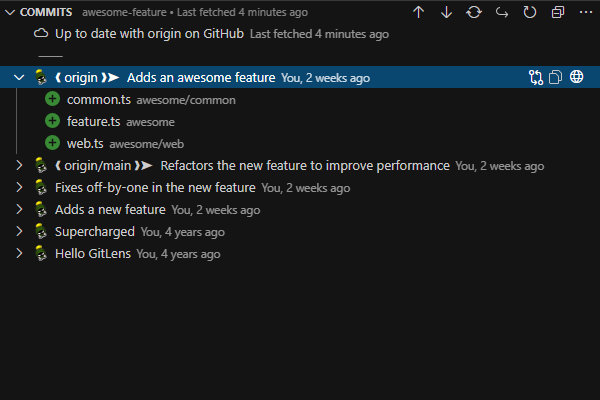 COMMITS awesome-feature • Last fetched 4 minutes ago
Up to date with origin on GitHub Last fetched 4 minutes ago
❨ origin ❩➤ Adds an awesome feature You, 2 weeks ago
common.ts awesome/common
feature.ts awesome
web.ts awesome/web
❨ origin/main ❩➤ Refactors the new feature to improve performance You, 2 weeks ago
Fixes off-by-one in the new feature You, 2 weeks ago
Adds a new feature You, 2 weeks ago
Supercharged You, 4 years ago
Hello GitLens You, 4 years ago